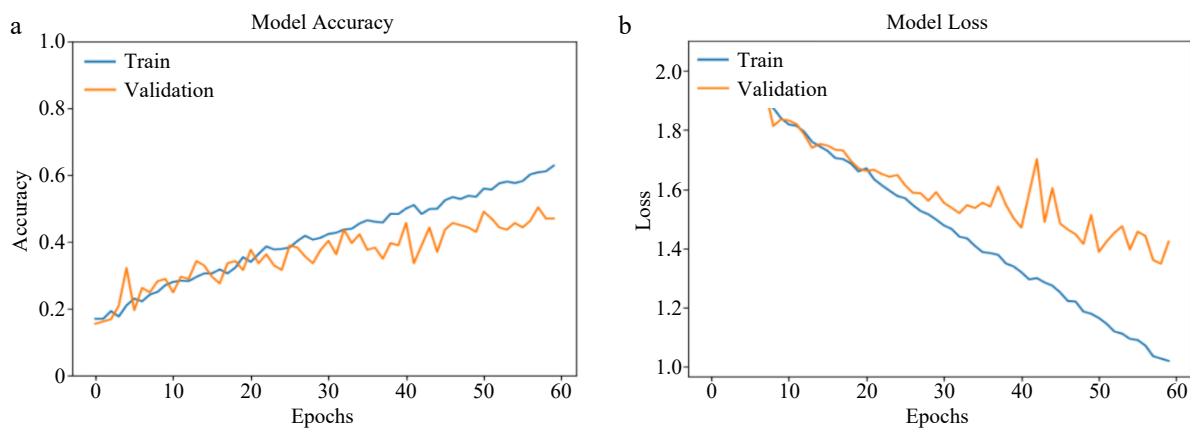 a
Model Accuracy
1.0
0.8
0.6
0.4
0.2
0
Accuracy
Train
Validation
0 10 20 30 40 50 60
Epochs
b
Model Loss
2.0
1.8
1.6
1.4
1.2
1.0
Loss
Train
Validation
0 10 20 30 40 50 60
Epochs